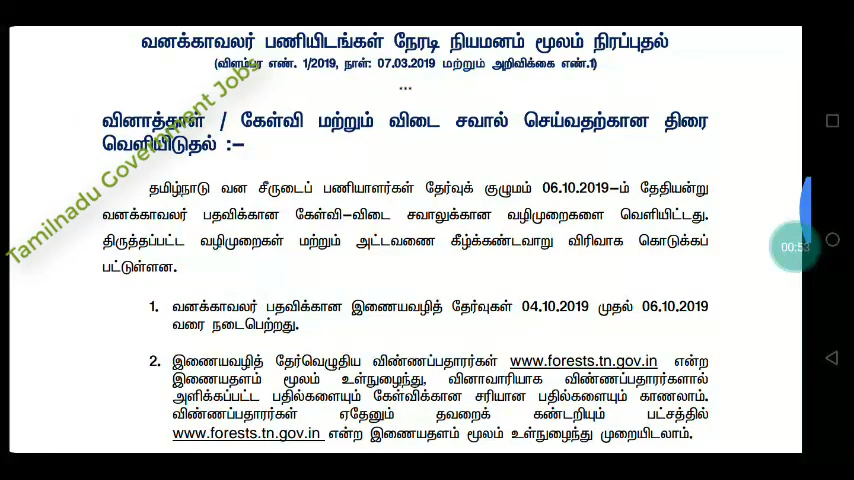 வனக்காவலர் பணியிடங்கள் நேரடி நியமனம் மூலம் நிரப்புதல்
(விளம்பர எண். 1/2019, நாள்: 07.03.2019 மற்றும் அறிவிக்கை எண்.1)
***
வினாத்தாள் / கேள்வி மற்றும் விடை சவால் செய்வதற்கான திரை
வெளியிடுதல் :–
தமிழ்நாடு வன சீருடைப் பணியாளர்கள் தேர்வுக் குழுமம் 06.10.2019–ம் தேதியன்று
வனக்காவலர் பதவிக்கான கேள்வி–விடை சவாலுக்கான வழிமுறைகளை வெளியிட்டது.
திருத்தப்பட்ட வழிமுறைகள் மற்றும் அட்டவணை கீழ்க்கண்டவாறு விரிவாக கொடுக்கப்
பட்டுள்ளன.
1. வனக்காவலர் பதவிக்கான இணையவழித் தேர்வுகள் 04.10.2019 முதல் 06.10.2019
வரை நடைபெற்றது.
2. இணையவழித் தேர்வெழுதிய விண்ணப்பதாரர்கள் www.forests.tn.gov.in என்ற
இணையதளம் மூலம் உள்நுழைந்து, வினாவாரியாக விண்ணப்பதாரர்களால்
அளிக்கப்பட்ட பதில்களையும் கேள்விக்கான சரியான பதில்களையும் காணலாம்.
விண்ணப்பதாரர்கள் ஏதேனும் தவறைக் கண்டறியும் பட்சத்தில்
www.forests.tn.gov.in என்ற இணையதளம் மூலம் உள்நுழைந்து முறையிடலாம்.
Tamilnadu Government Jobs
00:53